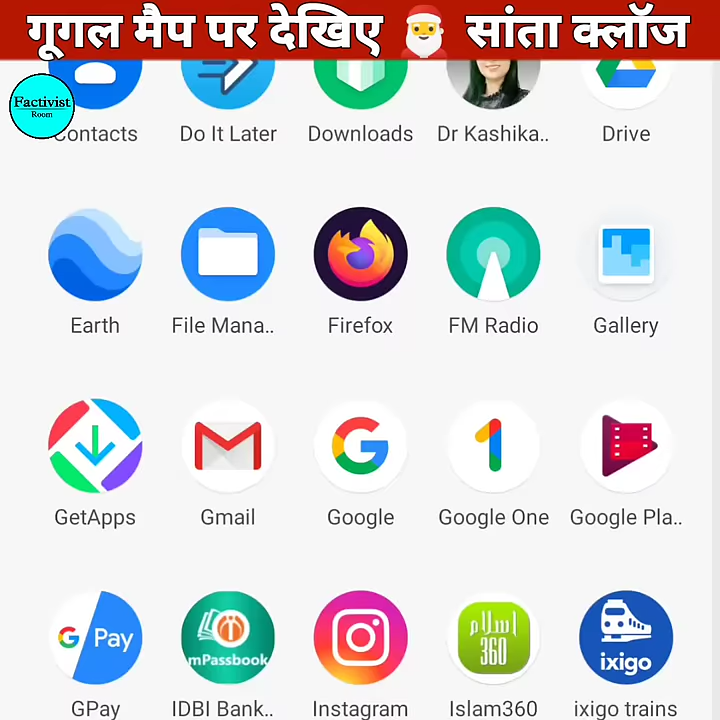 गूगल मैप पर देखिए 🎅 सांता क्लॉज
Factivist
Room
Contacts Do It Later Downloads Dr Kashika.. Drive
Earth File Mana.. Firefox FM Radio Gallery
GetApps Gmail Google Google One Google Pla..
G Pay
mPassbook
اسلام
360
ixigo
GPay IDBI Bank.. Instagram Islam360 ixigo trains